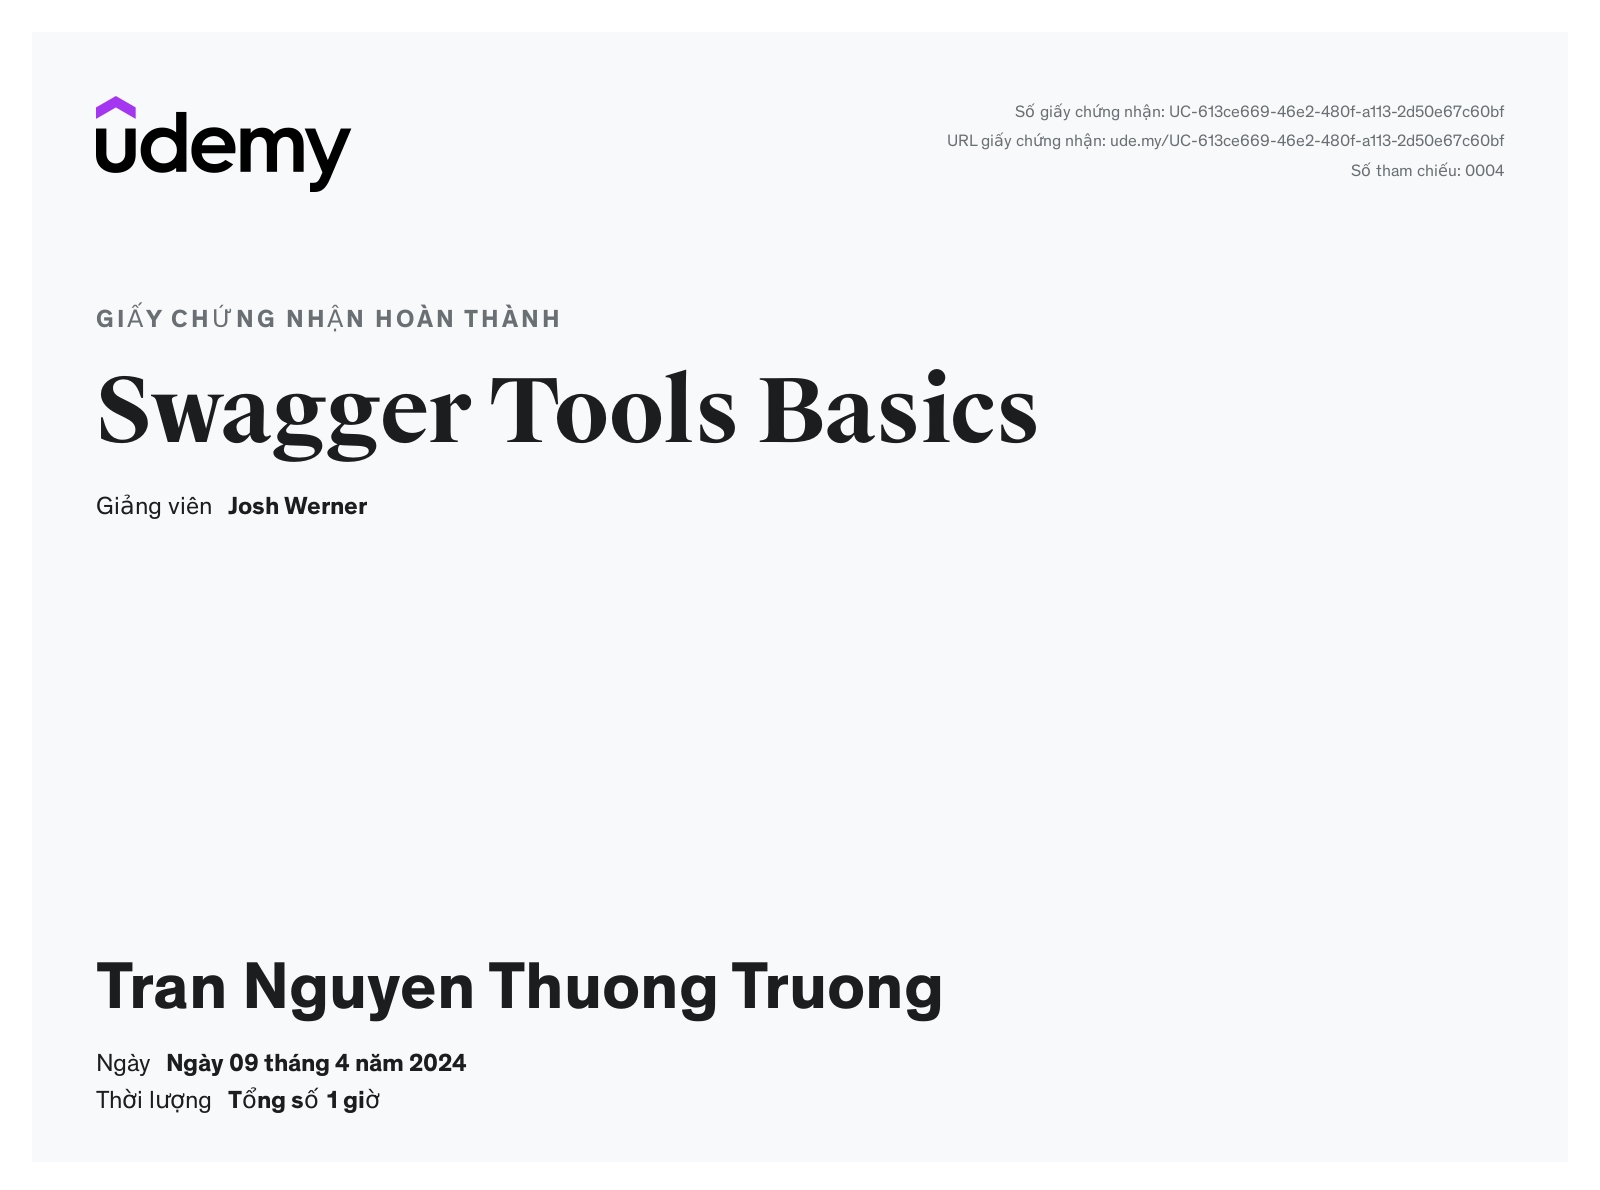 udemy
Số giấy chứng nhận: UC-613ce669-46e2-480f-a113-2d50e67c60bf
URL giấy chứng nhận: ude.my/UC-613ce669-46e2-480f-a113-2d50e67c60bf
Số tham chiếu: 0004
GIẤY CHỨNG NHẬN HOÀN THÀNH
Swagger Tools Basics
Giảng viên Josh Werner
Tran Nguyen Thuong Truong
Ngày Ngày 09 tháng 4 năm 2024
Thời lượng Tổng số 1 giờ